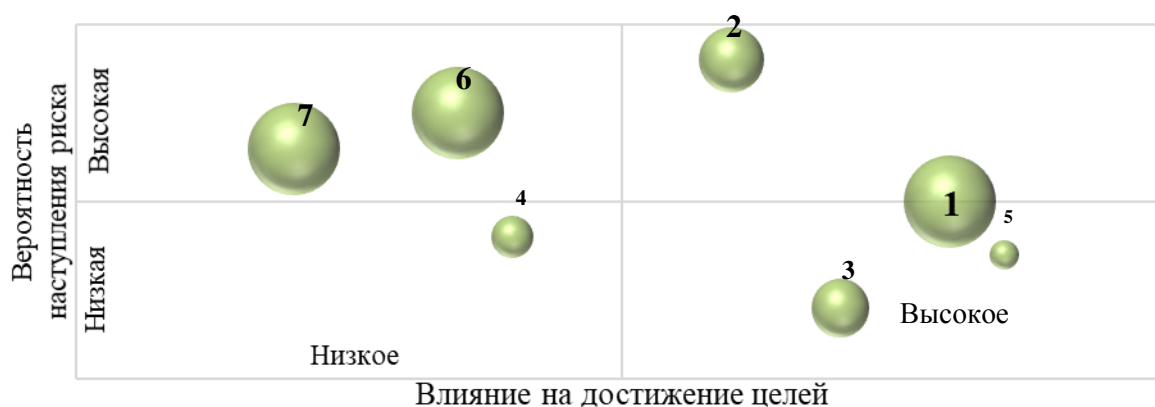 Вероятность
наступления риска
Высокая
Низкая
2
6
7
4
1
5
3
Высокое
Низкое
Влияние на достижение целей